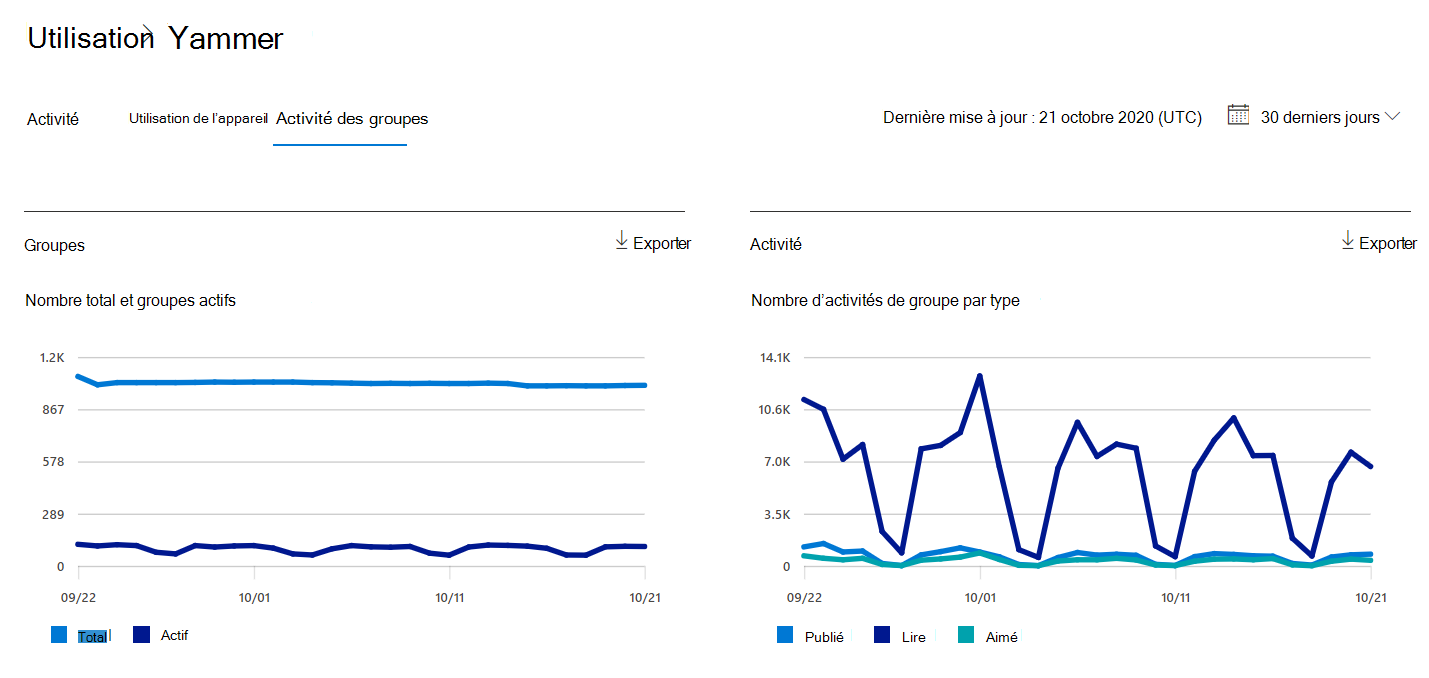 Utilisation Yammer
Activité Utilisation de l'appareil Activité des groupes Dernière mise à jour : 21 octobre 2020 (UTC) 30 derniers jours
Groupes Exporter
Nombre total et groupes actifs
1.2K
867
578
289
0
09/22 10/01 10/11 10/21
Total Actif
Activité Exporter
Nombre d'activités de groupe par type
14.1K
10.6K
7.0K
3.5K
0
09/22 10/01 10/11 10/21
Publié Lire Aimé